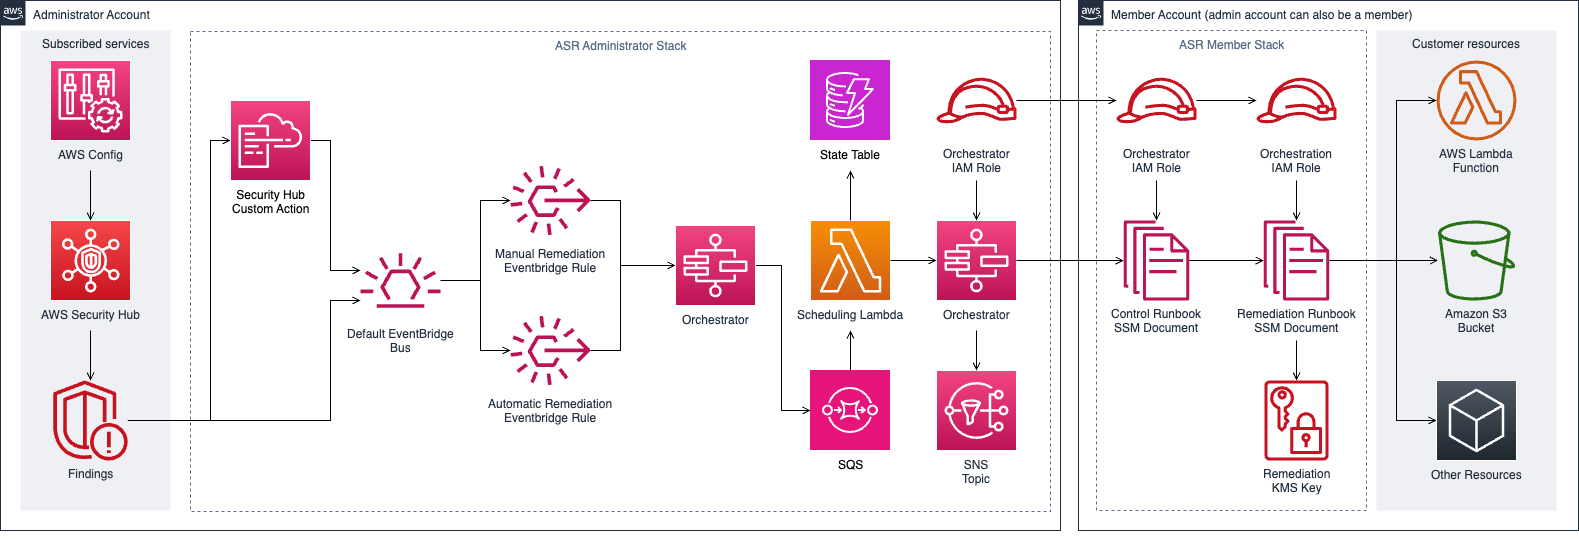 aws
Administrator Account
Subscribed services
AWS Config
AWS Security Hub
Findings
ASR Administrator Stack
Security Hub
Custom Action
Default EventBridge
Bus
Manual Remediation
Eventbridge Rule
Automatic Remediation
Eventbridge Rule
Orchestrator
State Table
Scheduling Lambda
SQS
Orchestrator
IAM Role
Orchestrator
SNS
Topic
aws
Member Account (admin account can also be a member)
ASR Member Stack
Orchestrator
IAM Role
Orchestration
IAM Role
Control Runbook
SSM Document
Remediation Runbook
SSM Document
Remediation
KMS Key
Customer resources
AWS Lambda
Function
Amazon S3
Bucket
Other Resources